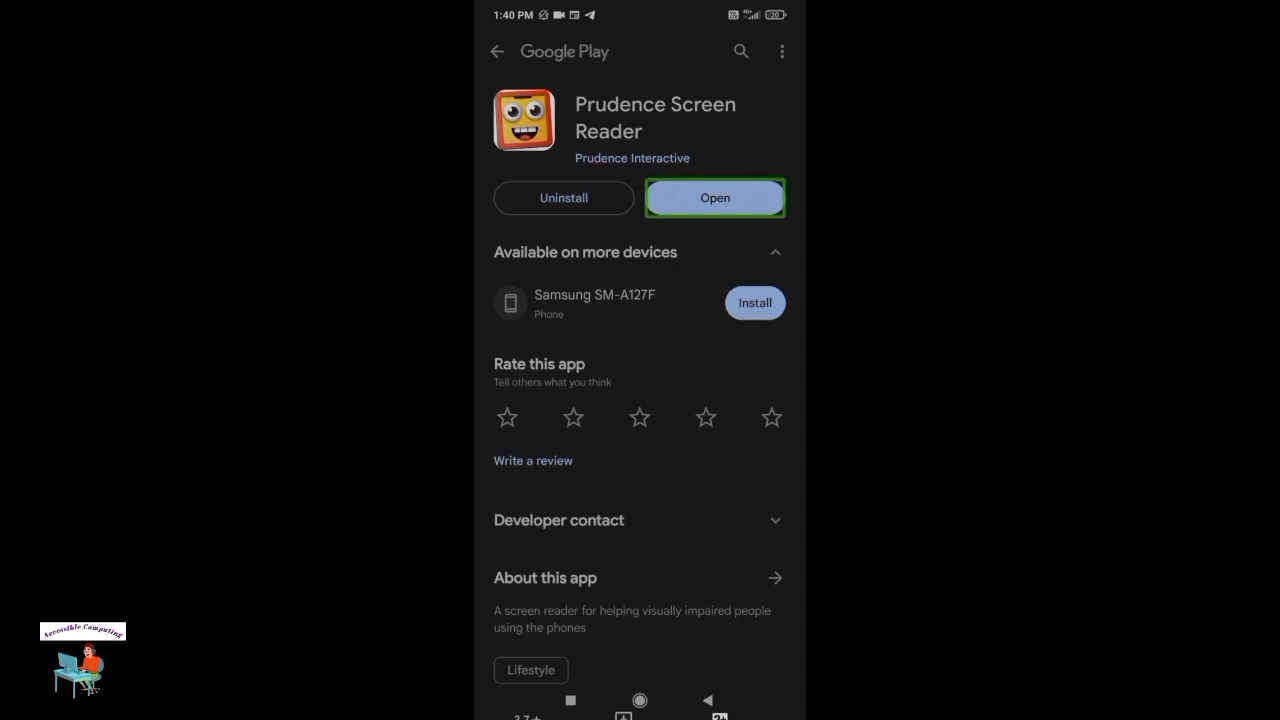 1:40 PM
20
Google Play
Prudence Screen
Reader
Prudence Interactive
Uninstall
Open
Available on more devices
Samsung SM-A127F
Phone
Install
Rate this app
Tell others what you think
Write a review
Developer contact
About this app
A screen reader for helping visually impaired people
using the phones
Lifestyle
Accessible Computing